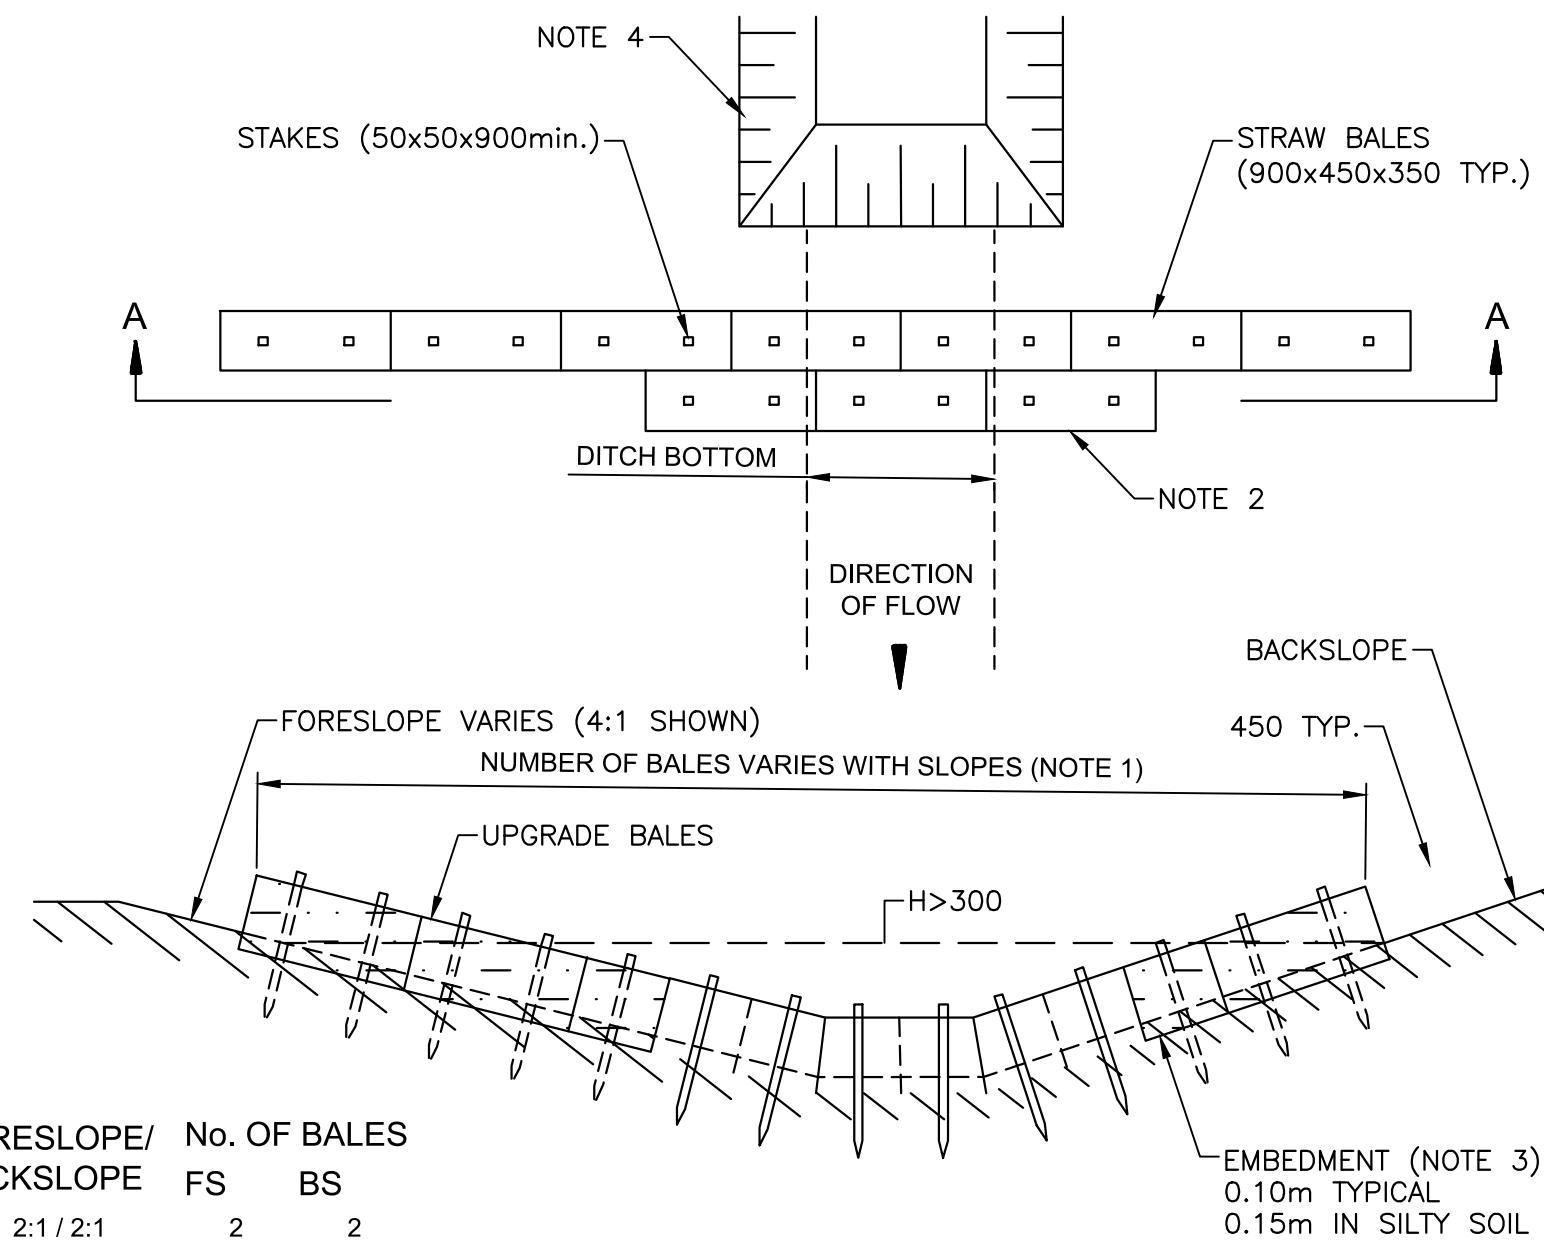 NOTE 4
STAKES (50x50x900min.)
STRAW BALES
(900x450x350 TYP.)
A
A
DITCH BOTTOM
NOTE 2
DIRECTION
OF FLOW
BACKSLOPE
FORESLOPE VARIES (4:1 SHOWN)
450 TYP.
NUMBER OF BALES VARIES WITH SLOPES (NOTE 1)
UPGRADE BALES
H>300
RESLOPE/ No. OF BALES
CKSLOPE FS BS
2:1 / 2:1 2 2
EMBEDMENT (NOTE 3)
0.10m TYPICAL
0.15m IN SILTY SOIL